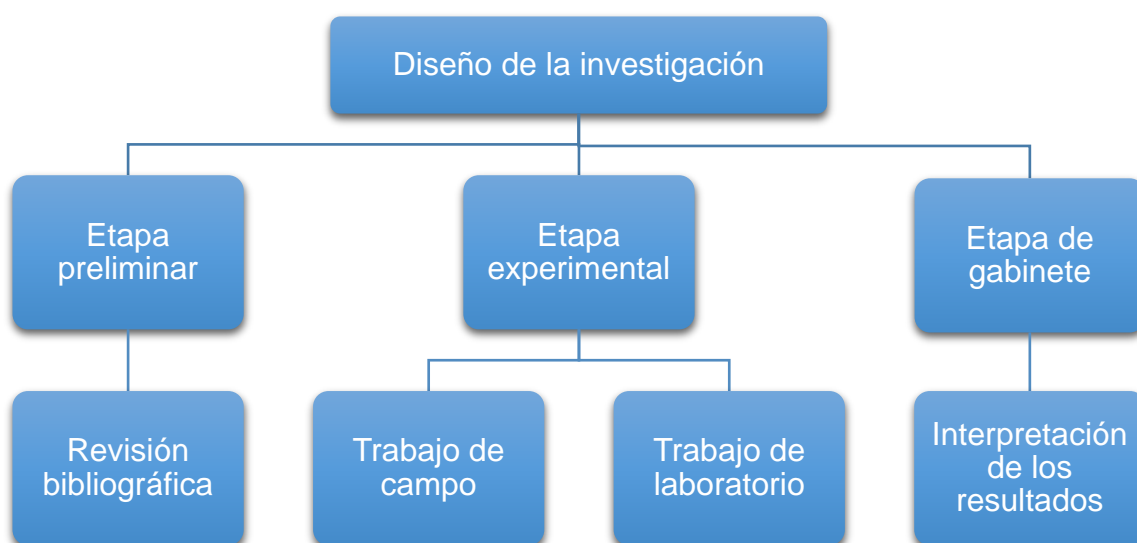 Diseño de la investigación
Etapa
preliminar
Etapa
experimental
Etapa de
gabinete
Revisión
bibliográfica
Trabajo de
campo
Trabajo de
laboratorio
Interpretación
de los
resultados